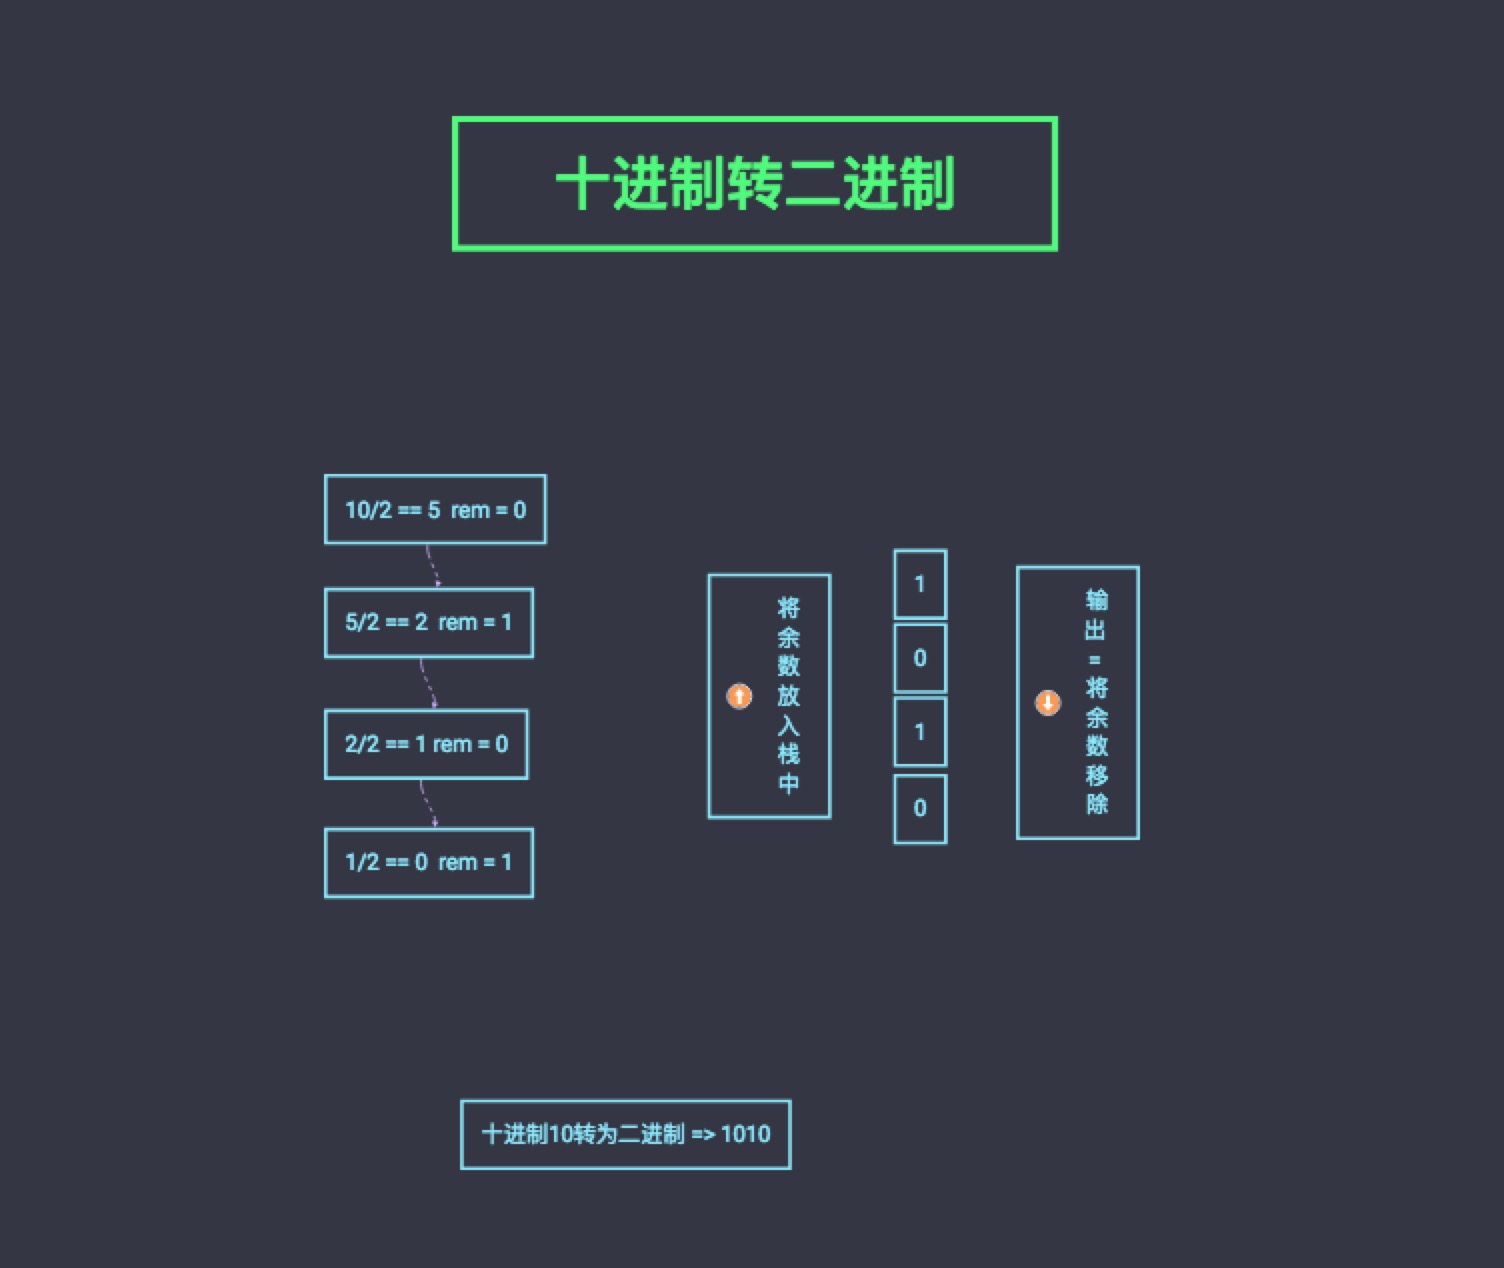 十进制转二进制
10/2 == 5 rem = 0
5/2 == 2 rem = 1
2/2 == 1 rem = 0
1/2 == 0 rem = 1
将余数放入栈中
1
0
1
0
输出=将余数移除
十进制10转为二进制 => 1010